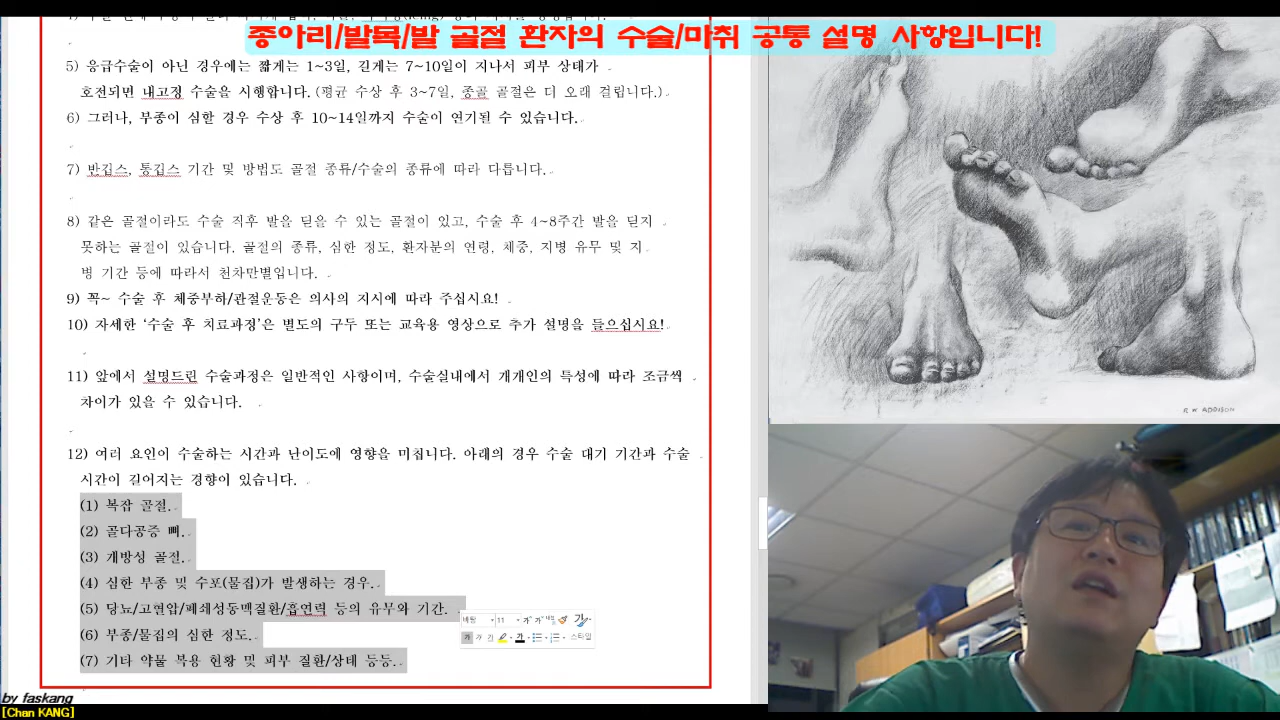 종아리/발목/발 골절 환자의 수술/마취 공통 설명 사항입니다!
5) 응급수술이 아닌 경우에는 짧게는 1~3일, 길게는 7~10일이 지나서 피부 상태가
호전되면 내고정 수술을 시행합니다. (평균 수상 후 3~7일, 종골 골절은 더 오래 걸립니다.)
6) 그러나, 부종이 심할 경우 수상 후 10~14일까지 수술이 연기될 수 있습니다.
7) 반깁스, 통깁스 기간 및 방법도 골절 종류/수술의 종류에 따라 다릅니다.
8) 같은 골절이라도 수술 직후 발을 딛을 수 있는 골절이 있고, 수술 후 4~8주간 발을 딛지
못하는 골절이 있습니다. 골절의 종류, 심한 정도, 환자분의 연령, 체중, 지병 유무 및 지
병 기간 등에 따라서 천차만별입니다.
9) 꼭~ 수술 후 체중부하/관절운동은 의사의 지시에 따라 주십시요!
10) 자세한 ‘수술 후 치료과정’은 별도의 구두 또는 교육용 영상으로 추가 설명을 들으십시요!
11) 앞에서 설명드린 수술과정은 일반적인 사항이며, 수술실내에서 개개인의 특성에 따라 조금씩
차이가 있을 수 있습니다.
12) 여러 요인이 수술하는 시간과 난이도에 영향을 미칩니다. 아래의 경우 수술 대기 기간과 수술
시간이 길어지는 경향이 있습니다.
(1) 복잡 골절.
(2) 골다공증 뼈.
(3) 개방성 골절.
(4) 심한 부종 및 수포(물집)가 발생하는 경우.
(5) 당뇨/고혈압/폐쇄성동맥질환/흡연력 등의 유무와 기간.
(6) 부종/물집의 심한 정도.
(7) 기타 약물 복용 현황 및 피부 질환/상태 등등.
바탕 11 가 가
가 가 가 가 스타일
R W ADDISON
by faskang
[Chan KANG]